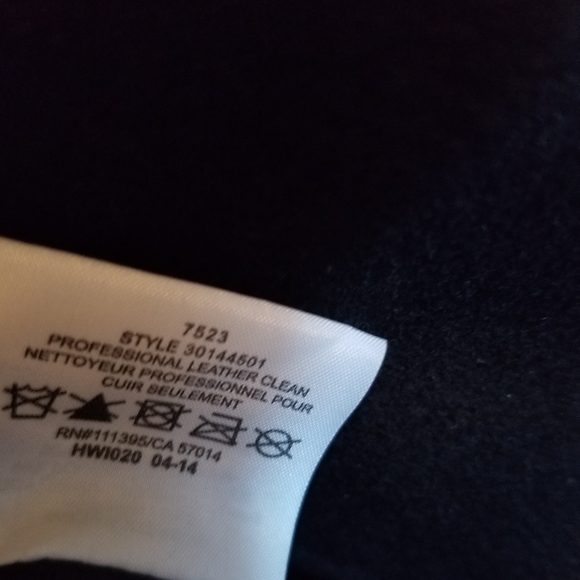 7523
STYLE 30144501
PROFESSIONAL LEATHER CLEAN
NETTOYEUR PROFESSIONNEL POUR
CUIR SEULEMENT
RN#111395/CA 57014
HWI020 04-14